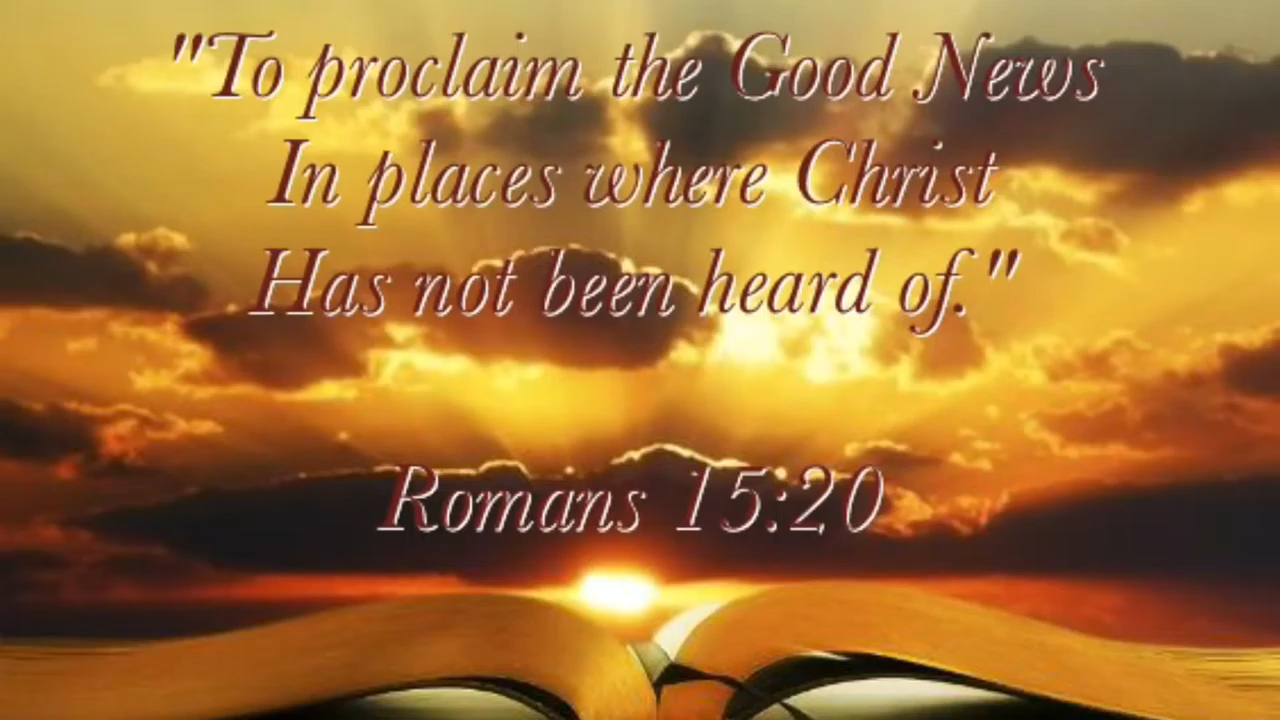 "To proclaim the Good News
In places where Christ
Has not been heard of."
Romans 15:20